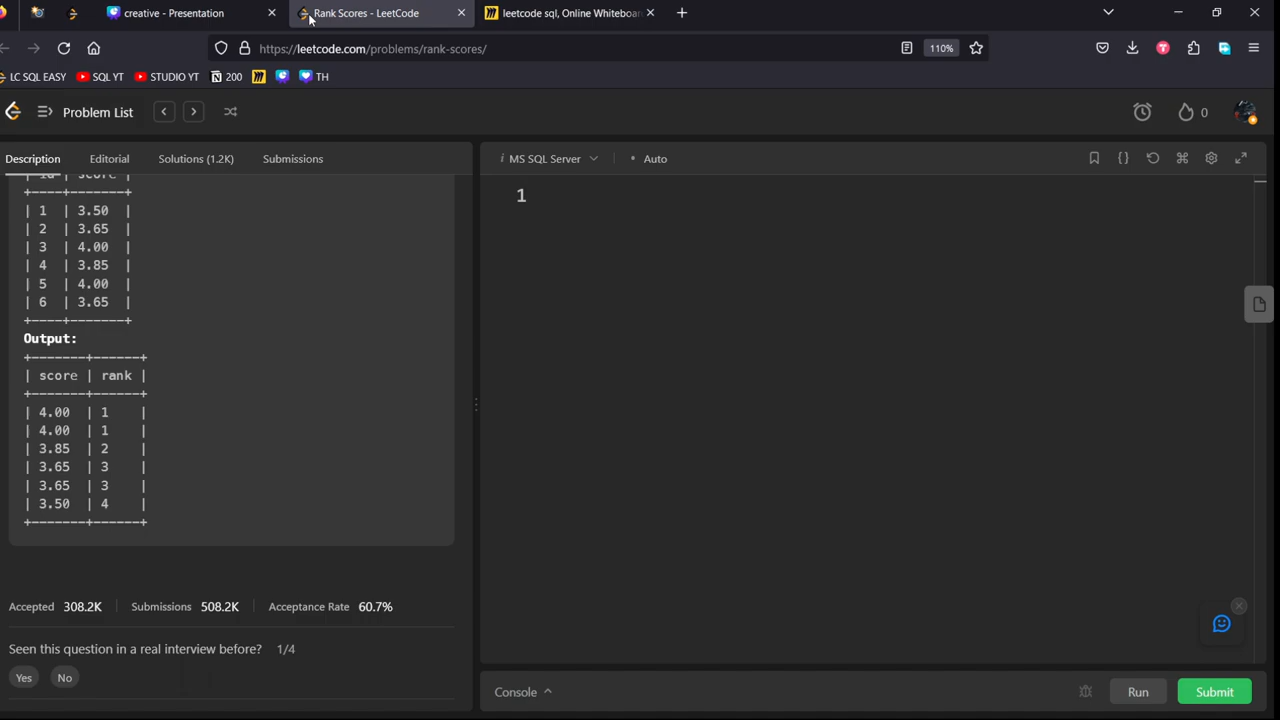 creative - Presentation
Rank Scores - LeetCode
leetcode sql, Online Whiteboar
https://leetcode.com/problems/rank-scores/
110%
LC SQL EASY
SQL YT
STUDIO YT
200
TH
Problem List
0
Description
Editorial
Solutions (1.2K)
Submissions
i MS SQL Server
• Auto
| id | score |
+----+-------+
| 1 | 3.50 |
| 2 | 3.65 |
| 3 | 4.00 |
| 4 | 3.85 |
| 5 | 4.00 |
| 6 | 3.65 |
+----+-------+
Output:
+-------+------+
| score | rank |
+-------+------+
| 4.00 | 1 |
| 4.00 | 1 |
| 3.85 | 2 |
| 3.65 | 3 |
| 3.65 | 3 |
| 3.50 | 4 |
+-------+------+
1
Accepted 308.2K
Submissions 508.2K
Acceptance Rate 60.7%
Seen this question in a real interview before? 1/4
Yes
No
Console
Run
Submit